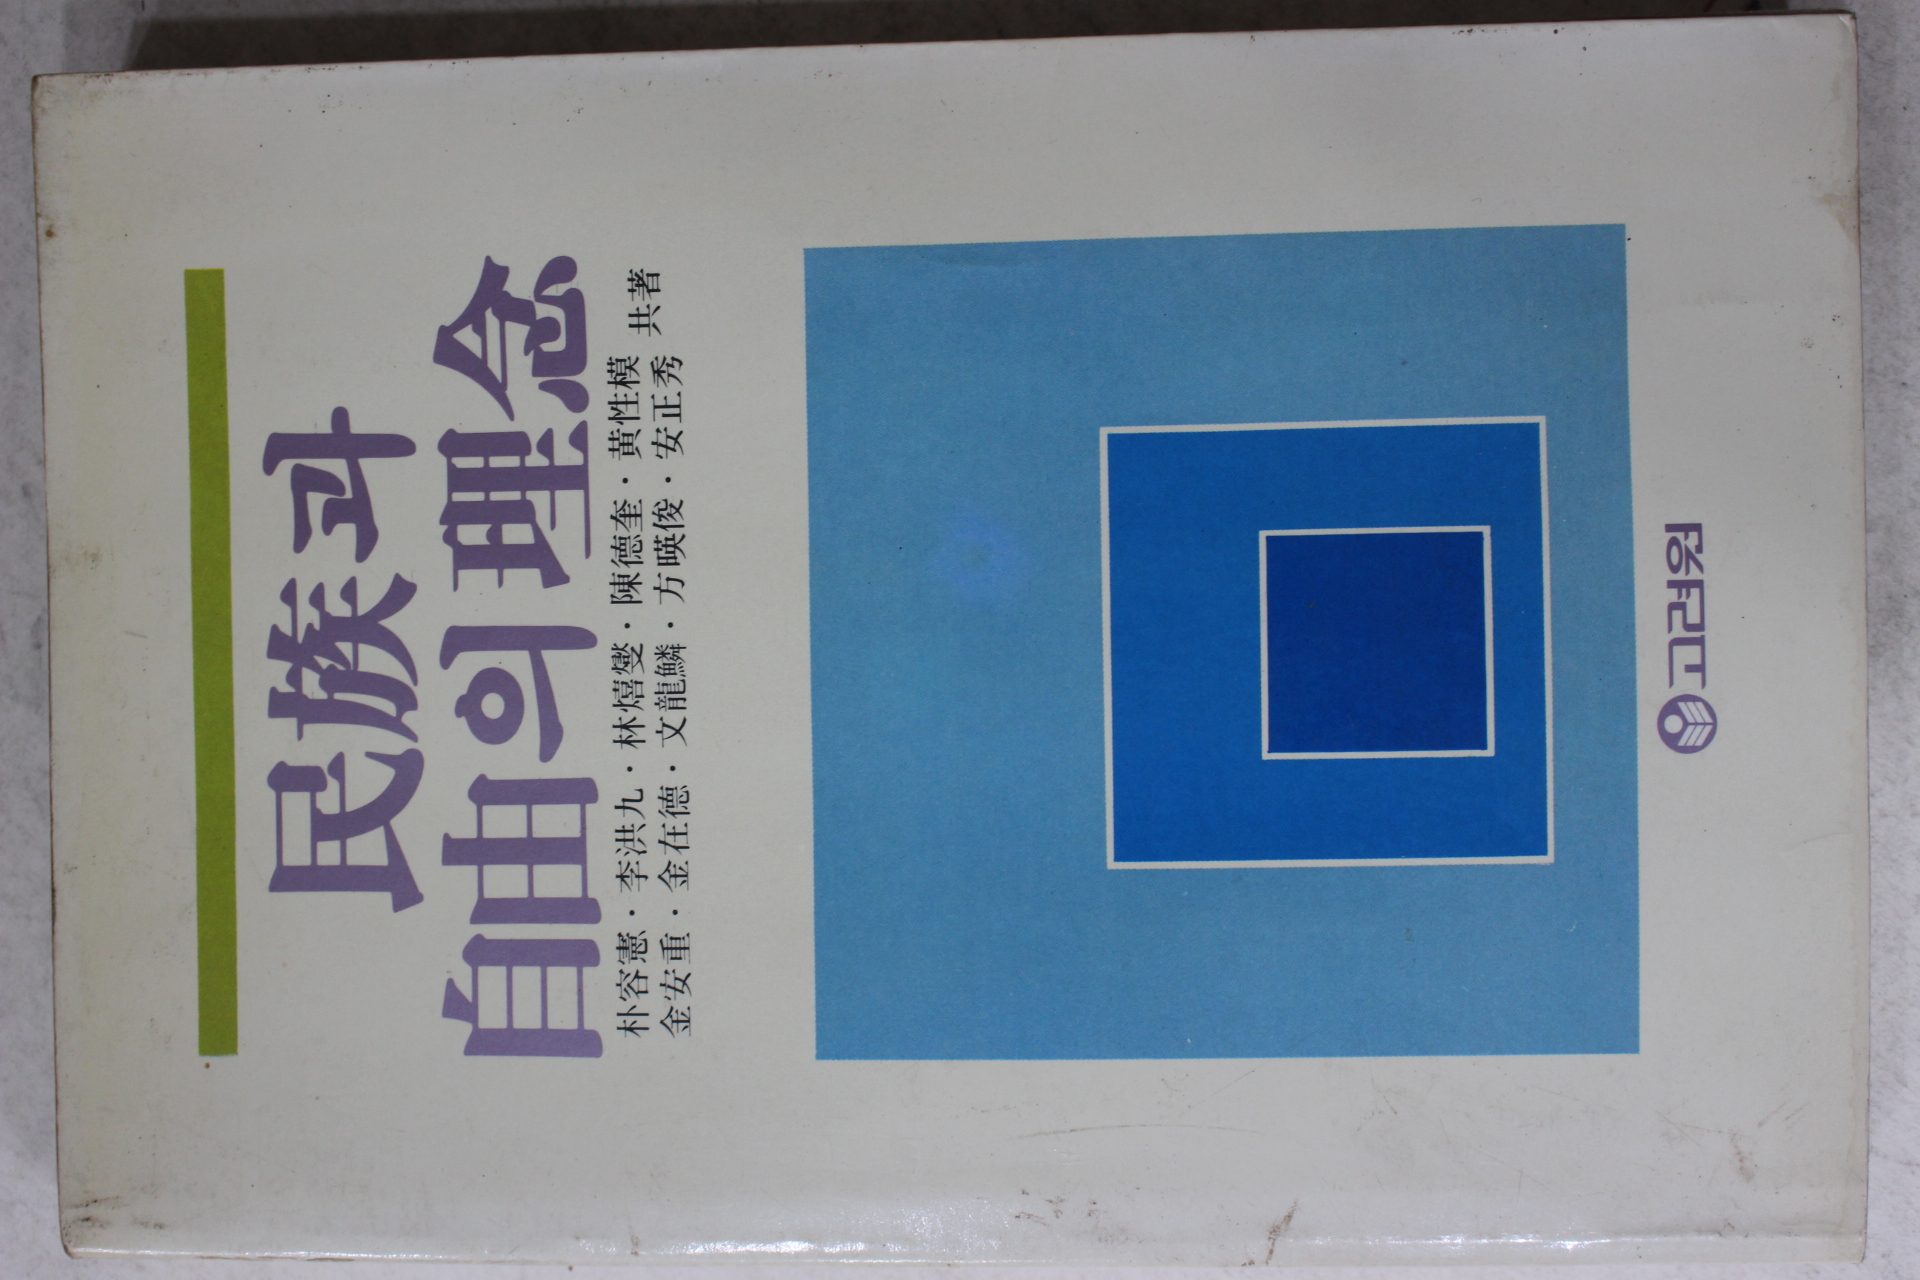 民族과
自由의 理念
朴容憲·李洪九·林熺燮·陳德奎·黄性模
金安重·金在德·文龍鱗·方暎俊·安正秀 共著
고려원